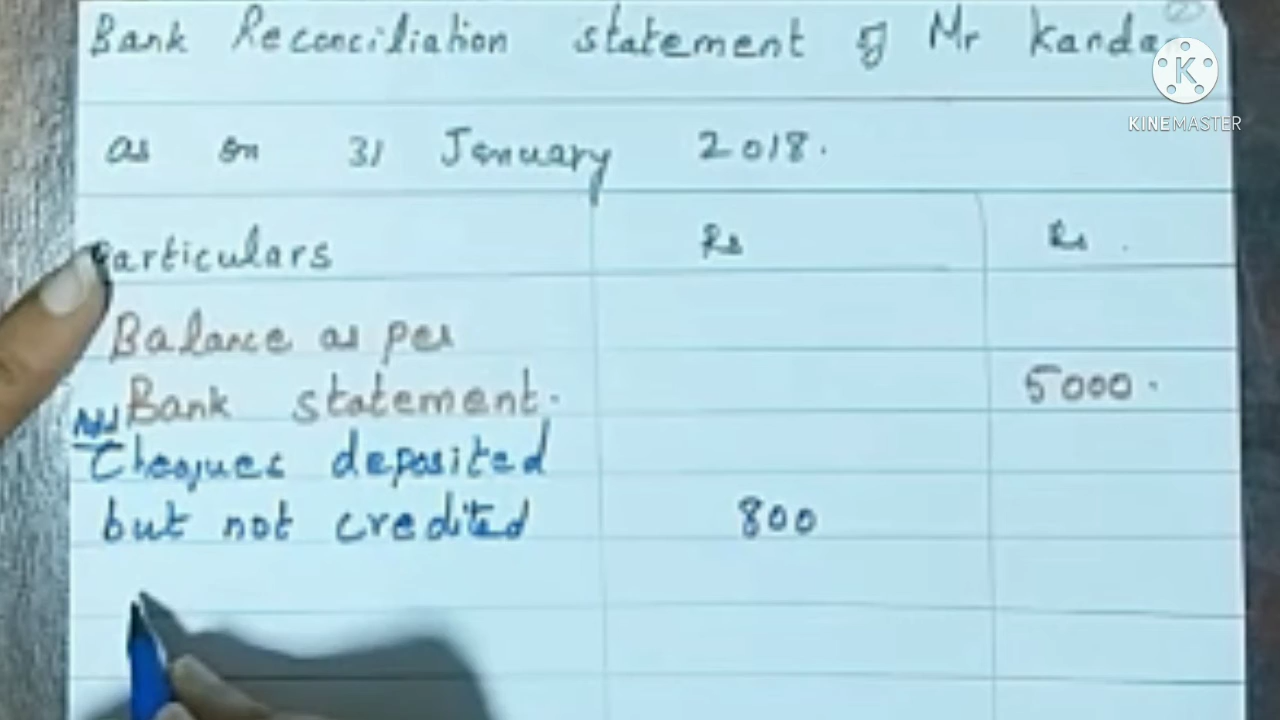 Bank Reconciliation statement of Mr
KINEMASTER
as on 31 January 2018.
Particulars Rs Rs.
Balance as per
Bank statement. 5000.
Add
Cheques deposited
but not credited 800